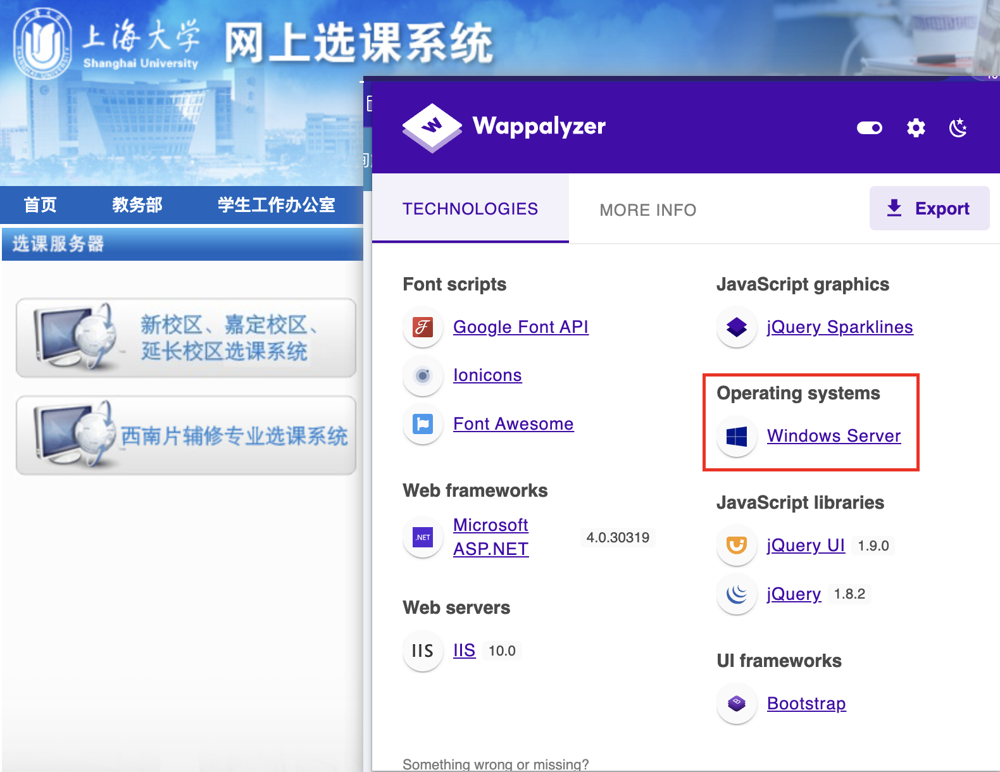 上海大学
Shanghai University
网上选课系统
首页 教务部 学生工作办公室
选课服务器
新校区、嘉定校区、
延长校区选课系统
西南片辅修专业选课系统
Wappalyzer
TECHNOLOGIES
MORE INFO
Export
Font scripts
Google Font API
Ionicons
Font Awesome
Web frameworks
.NET
Microsoft
ASP.NET
4.0.30319
Web servers
IIS
IIS 10.0
JavaScript graphics
jQuery Sparklines
Operating systems
Windows Server
JavaScript libraries
jQuery UI 1.9.0
jQuery 1.8.2
UI frameworks
Bootstrap
Something wrong or missing?